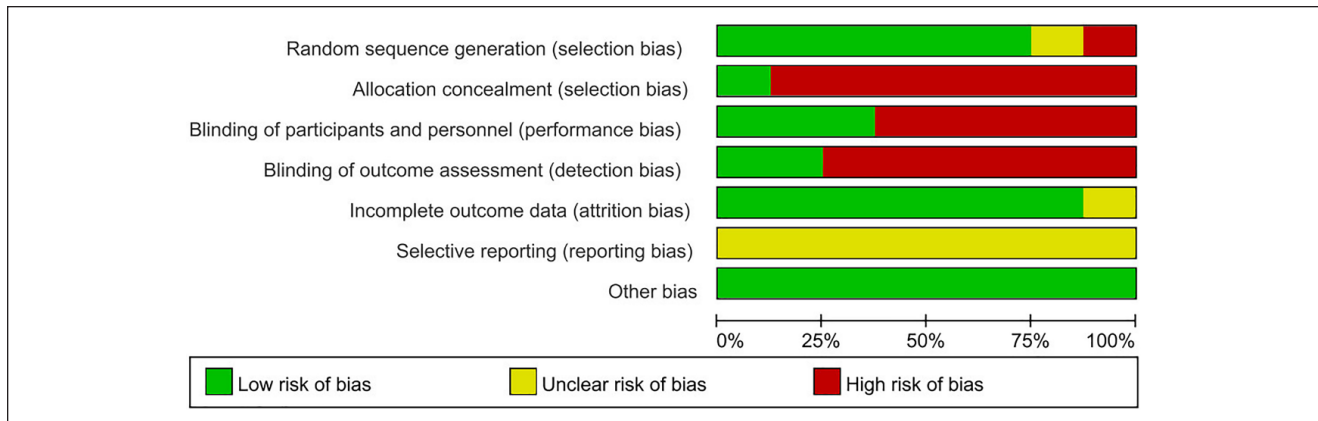 Random sequence generation (selection bias)
Allocation concealment (selection bias)
Blinding of participants and personnel (performance bias)
Blinding of outcome assessment (detection bias)
Incomplete outcome data (attrition bias)
Selective reporting (reporting bias)
Other bias
0% 25% 50% 75% 100%
Low risk of bias Unclear risk of bias High risk of bias